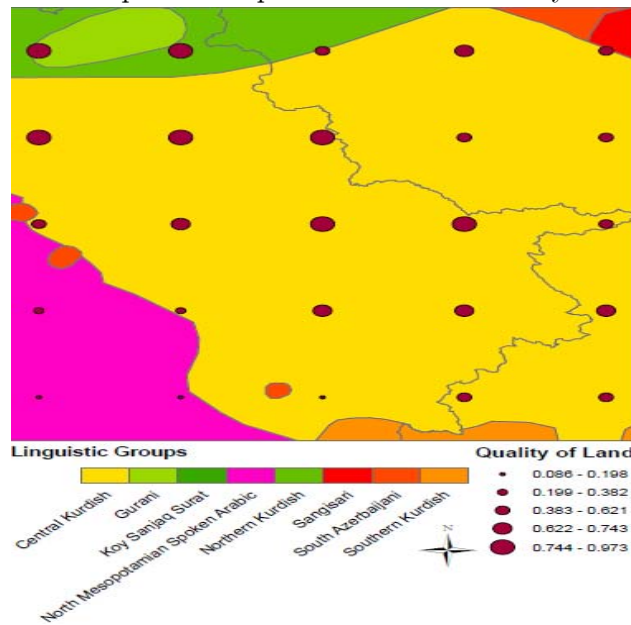 Linguistic Groups
Central Kurdish
Gurani
Koy Sanjaq Surat
North Mesopotamian Spoken Arabic
Northern Kurdish
Sangisari
South Azerbaijani
Southern Kurdish
N
Quality of Land
0.086 - 0.198
0.199 - 0.382
0.383 - 0.621
0.622 - 0.743
0.744 - 0.973